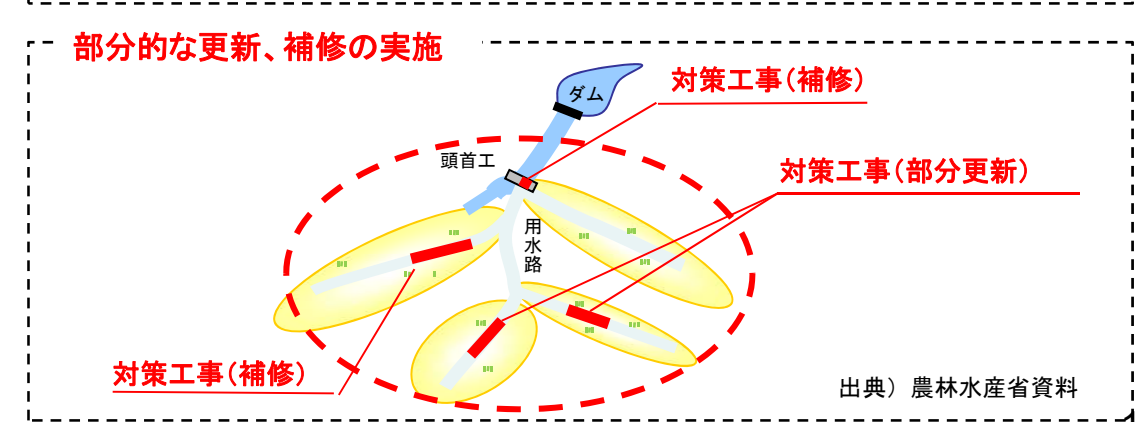 部分的な更新、補修の実施
ダム
対策工事(補修)
頭首工
対策工事(部分更新)
用水路
対策工事(補修)
出典)農林水産省資料